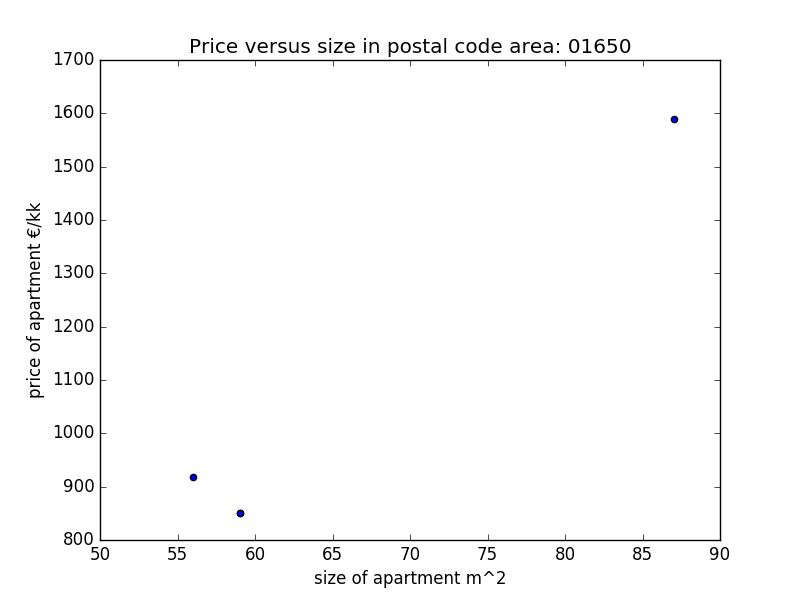 Price versus size in postal code area: 01650
1700
1600
1500
1400
1300
1200
1100
1000
900
800
price of apartment €/kk
50 55 60 65 70 75 80 85 90
size of apartment m^2